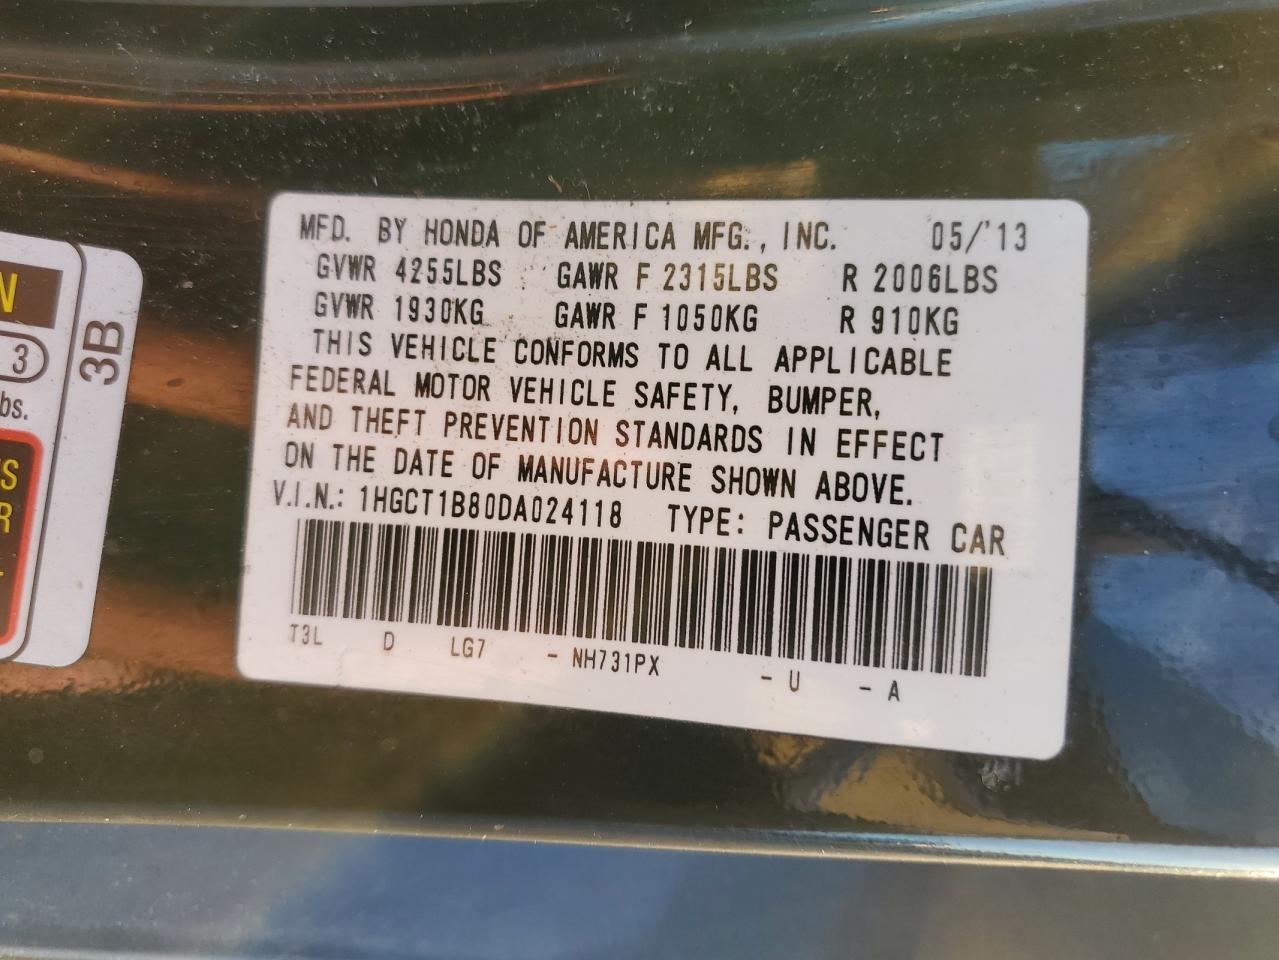 MFD. BY HONDA OF AMERICA MFG., INC. 05/'13
GVWR 4255LBS GAWR F 2315LBS R 2006LBS
GVWR 1930KG GAWR F 1050KG R 910KG
THIS VEHICLE CONFORMS TO ALL APPLICABLE
FEDERAL MOTOR VEHICLE SAFETY, BUMPER,
AND THEFT PREVENTION STANDARDS IN EFFECT
ON THE DATE OF MANUFACTURE SHOWN ABOVE.
V.I.N.: 1HGCT1B80DA024118 TYPE: PASSENGER CAR
T3L D LG7 - NH731PX - U - A
N
3
bs.
S
R
3B